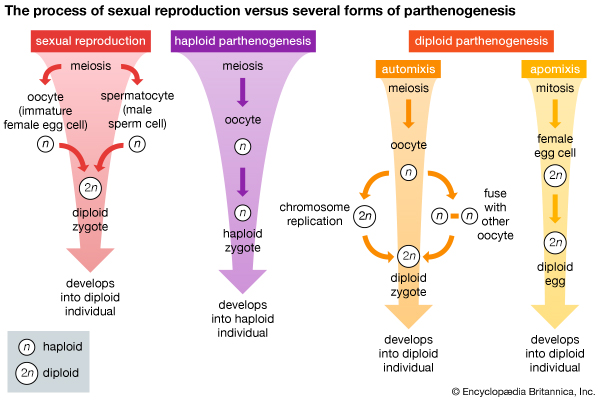 The process of sexual reproduction versus several forms of parthenogenesis
sexual reproduction
meiosis
oocyte
(immature
female egg cell)
n
spermatocyte
(male
sperm cell)
n
2n
diploid
zygote
develops
into diploid
individual
haploid parthenogenesis
meiosis
oocyte
n
n
haploid
zygote
develops
into haploid
individual
diploid parthenogenesis
automixis
meiosis
oocyte
n
chromosome
replication
2n
n
n
fuse
with
other
oocyte
2n
diploid
zygote
develops
into diploid
individual
apomixis
mitosis
female
egg cell
2n
2n
diploid
egg
develops
into diploid
individual
n haploid
2n diploid
© Encyclopædia Britannica, Inc.